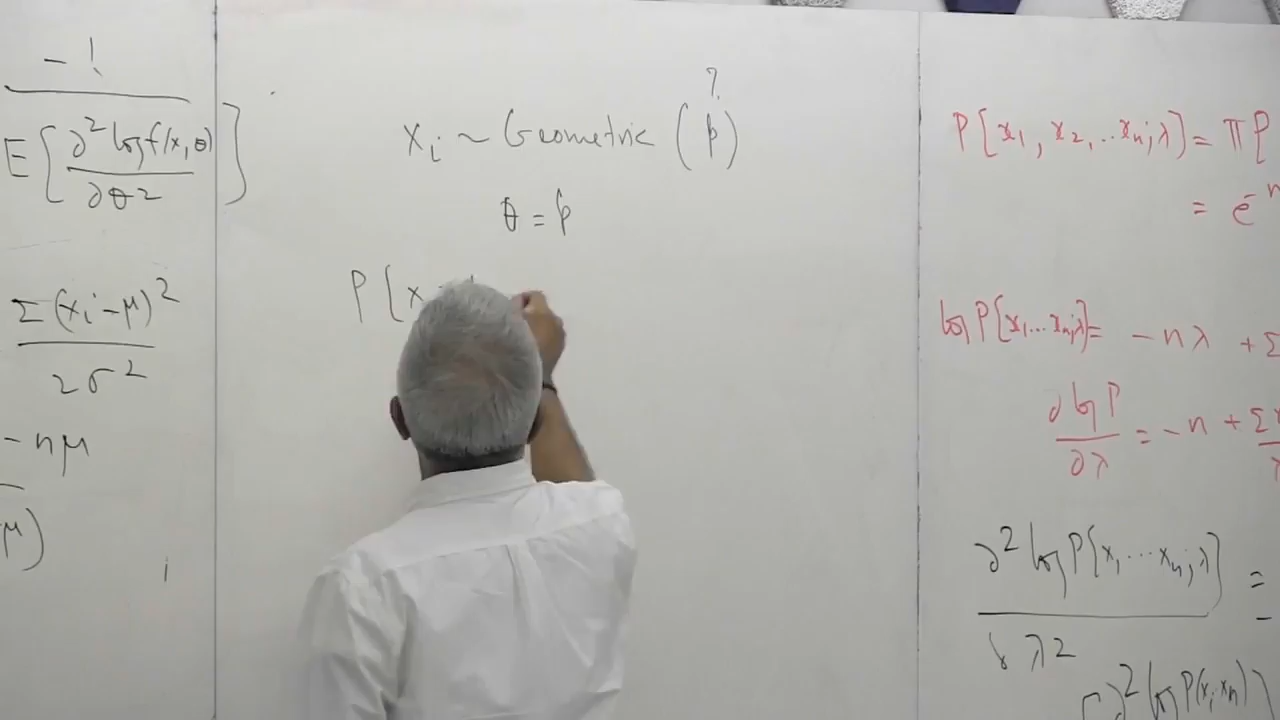 - 1
E [ ∂² log f(x, θ) / ∂θ² ]
Σ(xᵢ-μ)²
2σ²
- nμ
μ)
xᵢ ~ Geometric (p)
?
θ = p
P[x
P[x₁, x₂, ..xₙ;λ] = π P
= e⁻ⁿ
log P[x₁...xₙ;λ] = - nλ + Σ
∂ log P / ∂λ = - n + Σx / λ
∂² log P[x₁...xₙ;λ] =
λ2 -
∂² log P(x₁ xₙ)